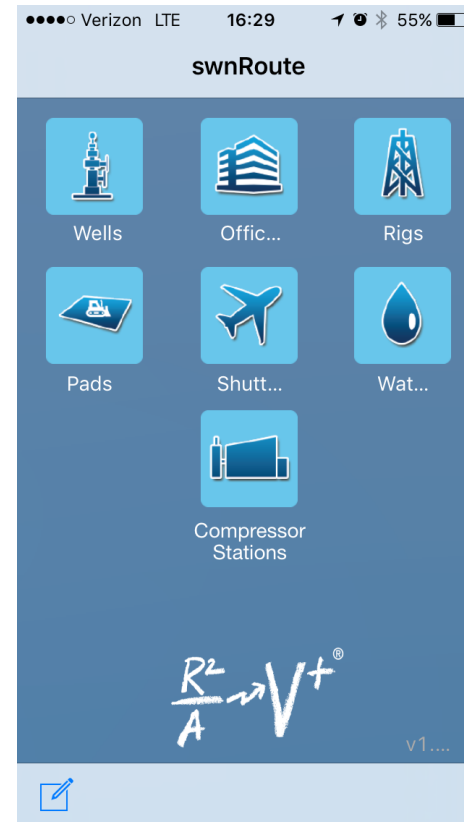 Verizon LTE 16:29 55%
swnRoute
Wells Offic... Rigs
Pads Shutt... Wat...
Compressor
Stations
R² ®
A V+
v1....